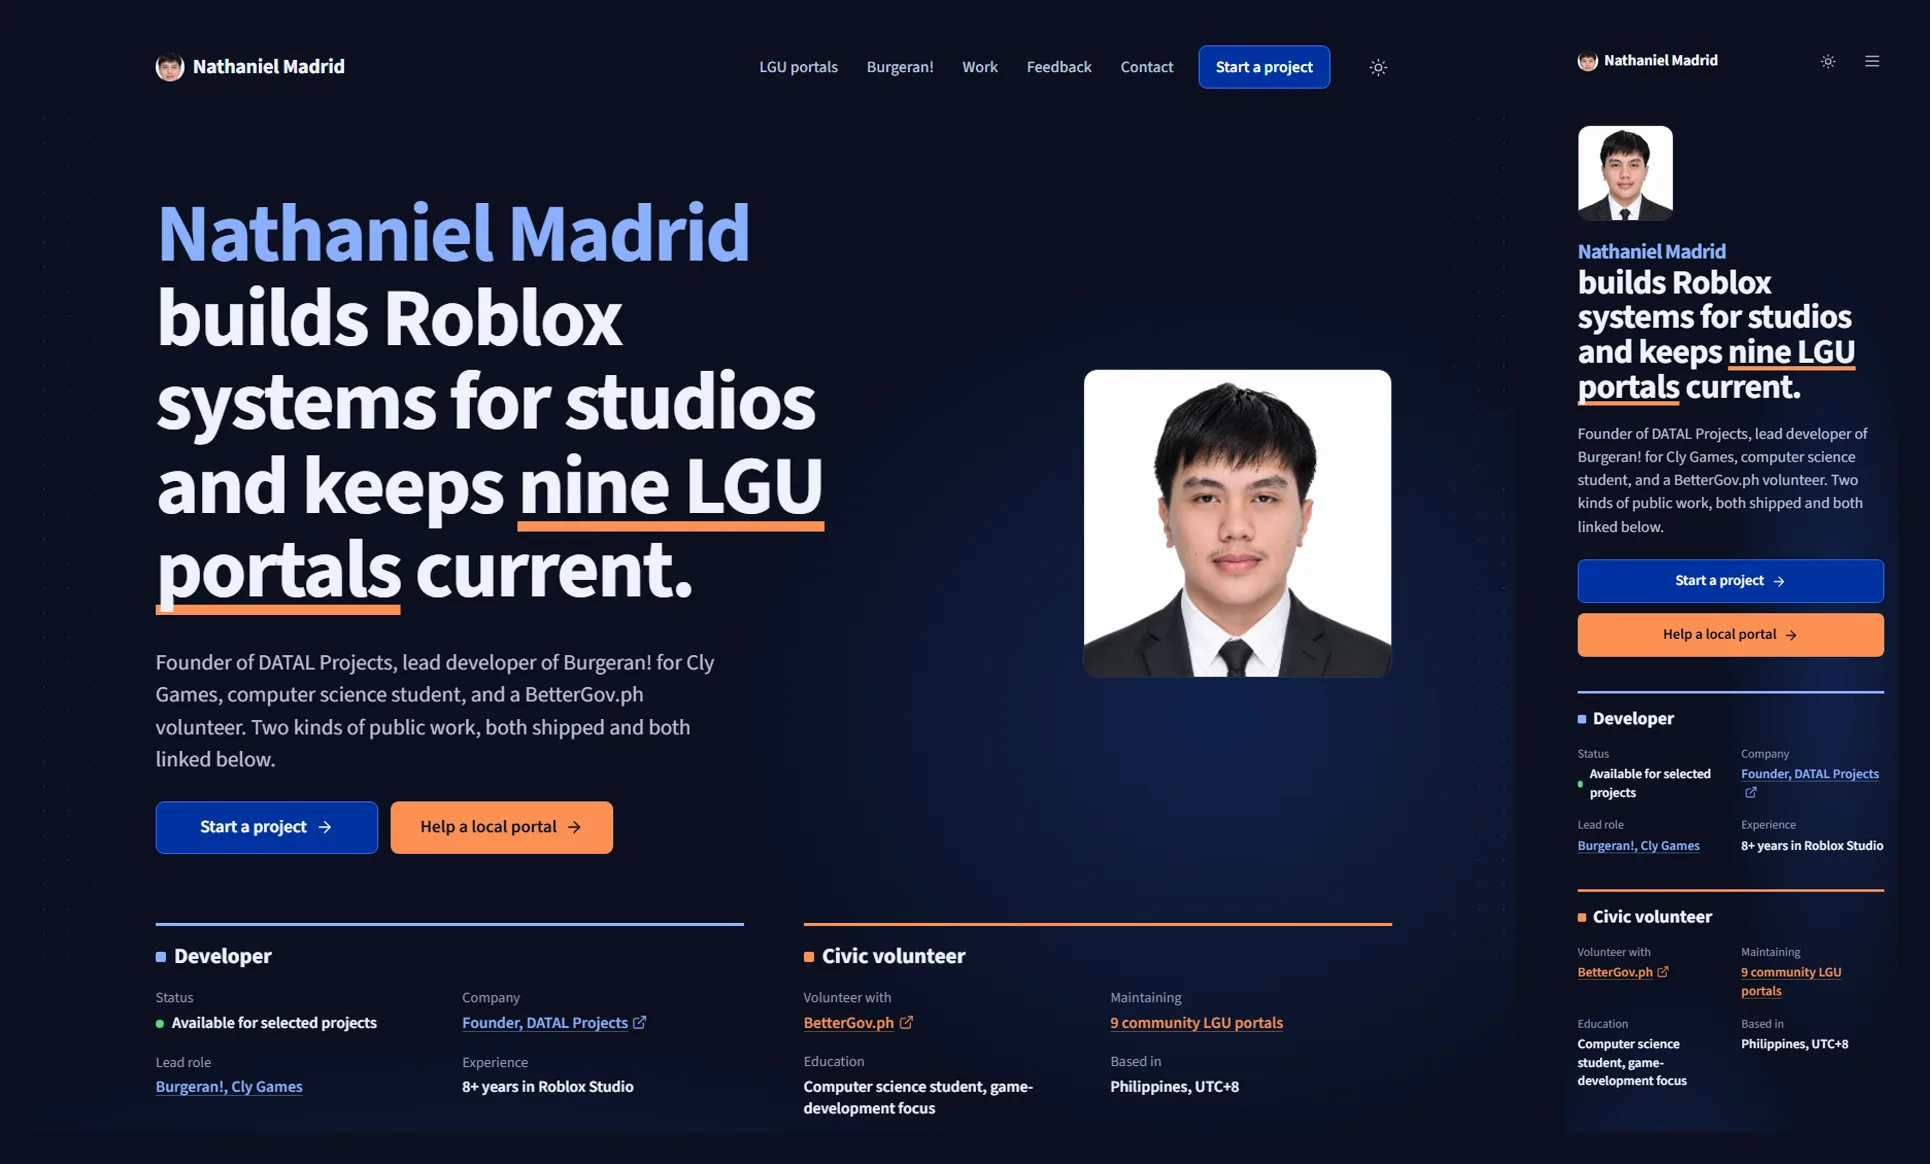 Nathaniel Madrid
LGU portals
Burgeran!
Work
Feedback
Contact
Start a project
Nathaniel Madrid
builds Roblox
systems for studios
and keeps nine LGU
portals current.
Founder of DATAL Projects, lead developer of Burgeran! for Cly
Games, computer science student, and a BetterGov.ph
volunteer. Two kinds of public work, both shipped and both
linked below.
Start a project →
Help a local portal →
Developer
Status
Available for selected projects
Company
Founder, DATAL Projects
Lead role
Burgeran!, Cly Games
Experience
8+ years in Roblox Studio
Civic volunteer
Volunteer with
BetterGov.ph
Maintaining
9 community LGU portals
Education
Computer science student, game-
development focus
Based in
Philippines, UTC+8
Nathaniel Madrid
Nathaniel Madrid
builds Roblox
systems for studios
and keeps nine LGU
portals current.
Founder of DATAL Projects, lead developer of
Burgeran! for Cly Games, computer science
student, and a BetterGov.ph volunteer. Two
kinds of public work, both shipped and both
linked below.
Start a project →
Help a local portal →
Developer
Status
Available for selected
projects
Company
Founder, DATAL Projects
Lead role
Burgeran!, Cly Games
Experience
8+ years in Roblox Studio
Civic volunteer
Volunteer with
BetterGov.ph
Maintaining
9 community LGU
portals
Education
Computer science
student, game-
development focus
Based in
Philippines, UTC+8